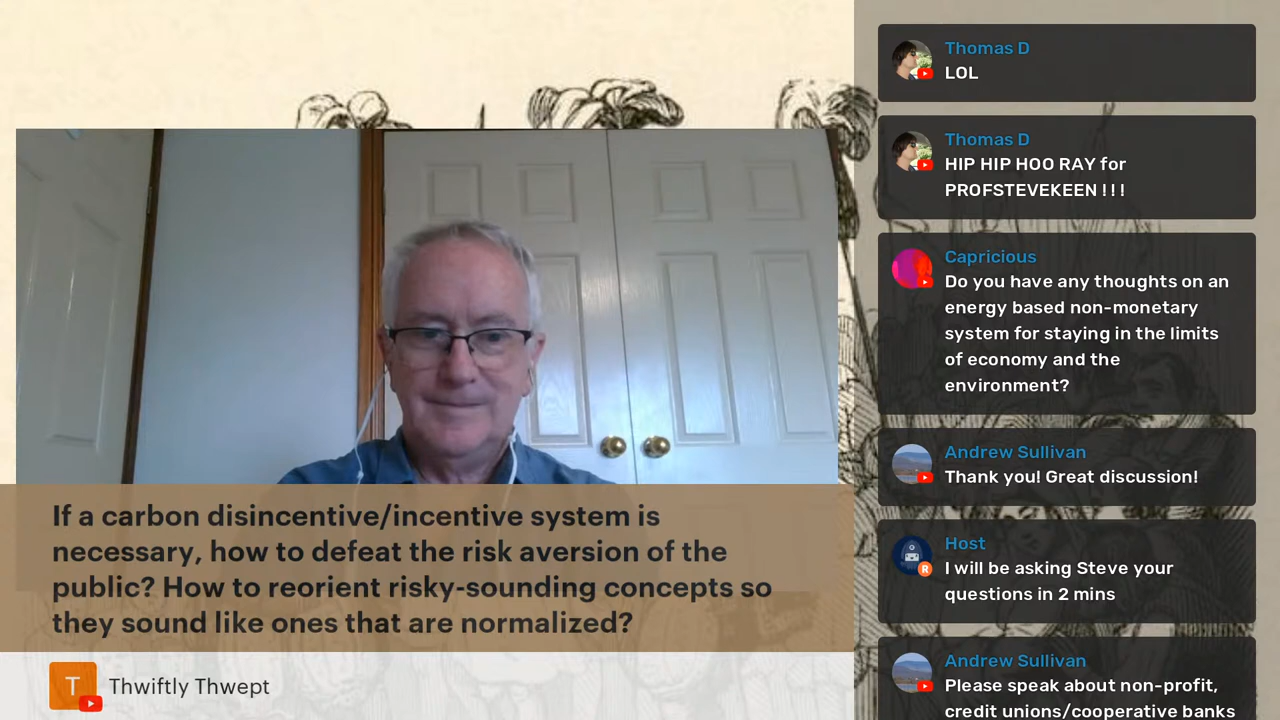 If a carbon disincentive/incentive system is
necessary, how to defeat the risk aversion of the
public? How to reorient risky-sounding concepts so
they sound like ones that are normalized?
T
Thwiftly Thwept
Thomas D
LOL
Thomas D
HIP HIP HOO RAY for
PROFSTEVEKEEN ! ! !
Capricious
Do you have any thoughts on an
energy based non-monetary
system for staying in the limits
of economy and the
environment?
Andrew Sullivan
Thank you! Great discussion!
Host
R
I will be asking Steve your
questions in 2 mins
Andrew Sullivan
Please speak about non-profit,
credit unions/cooperative banks